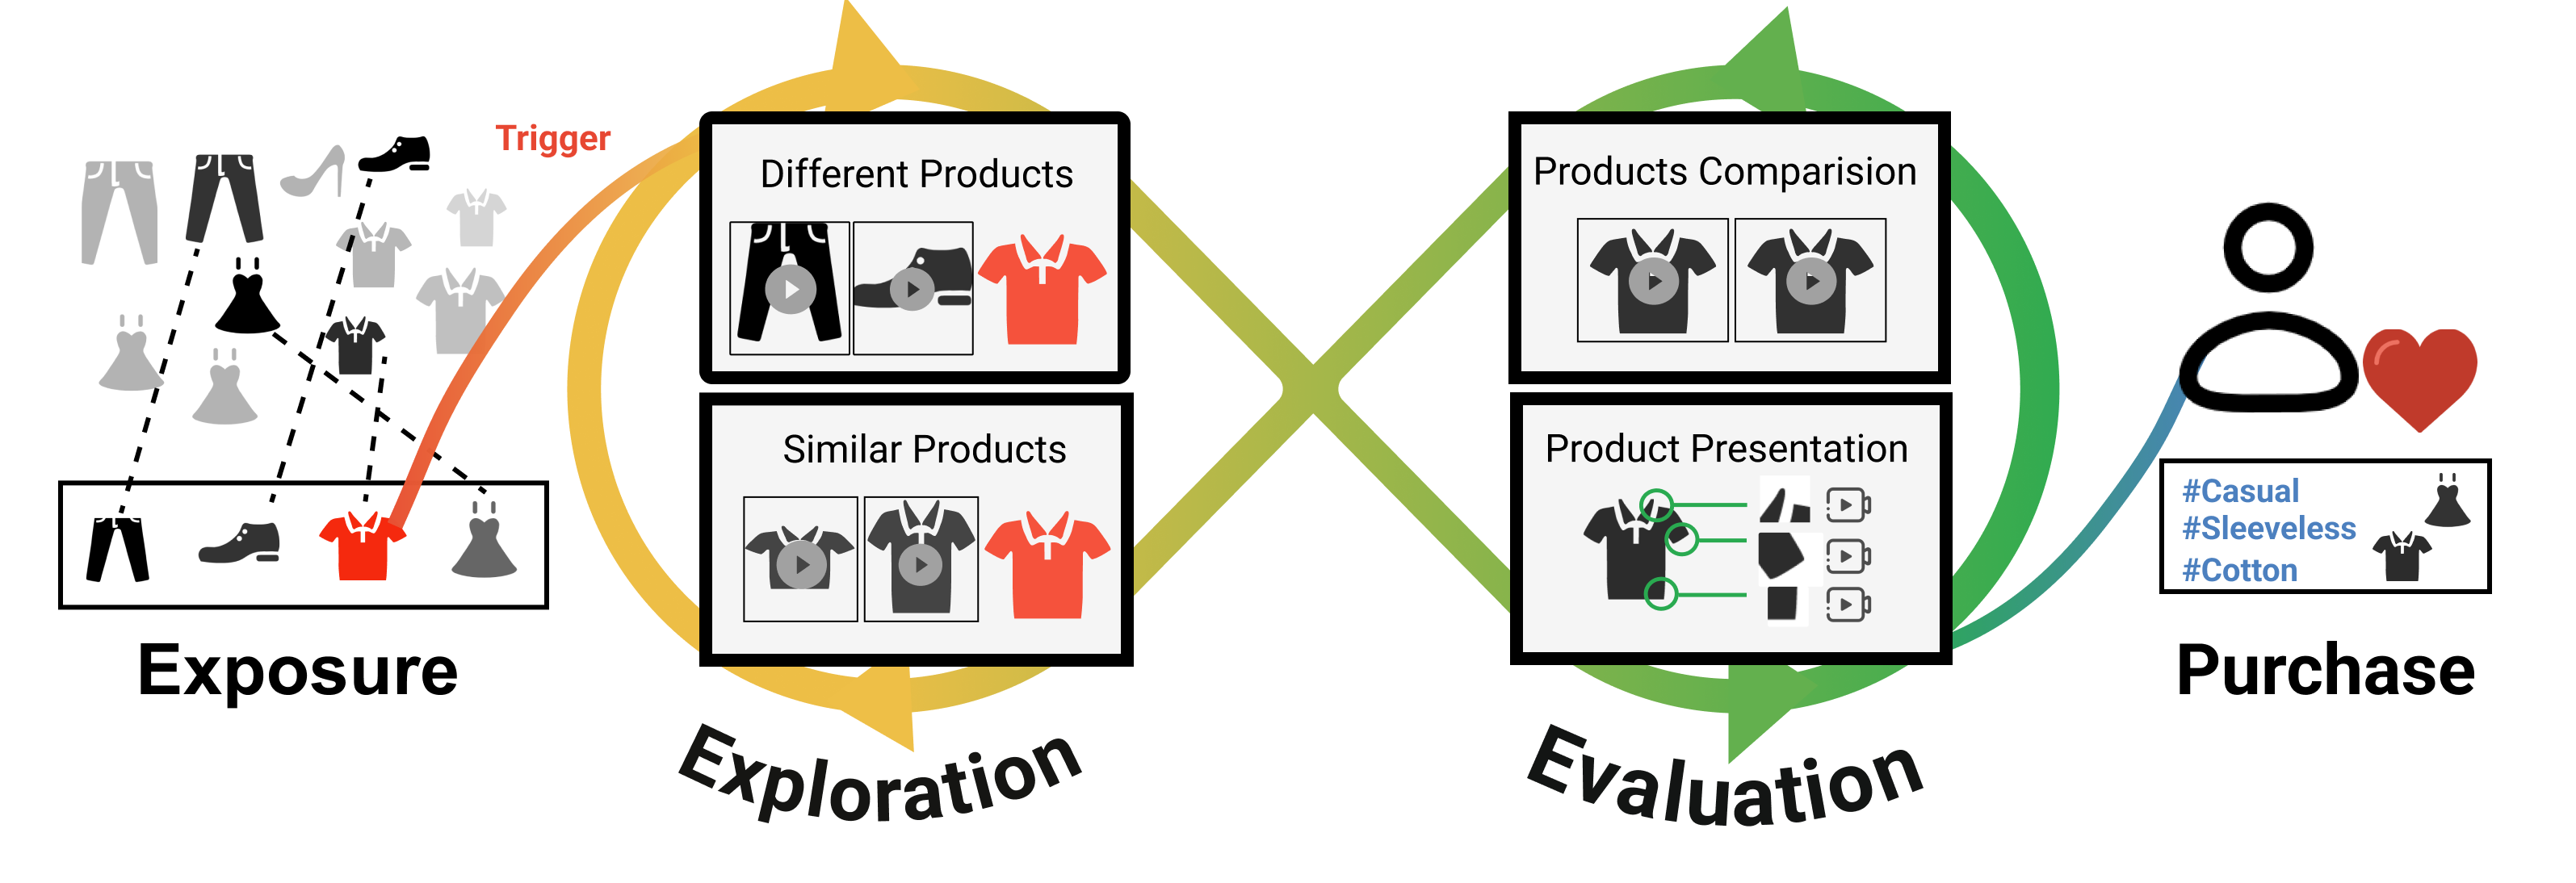 Trigger
Exposure
Different Products
Similar Products
Exploration
Products Comparision
Product Presentation
Evaluation
#Casual
#Sleeveless
#Cotton
Purchase